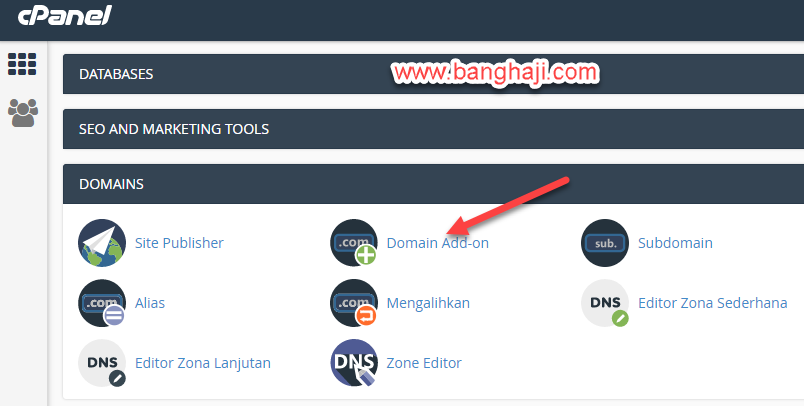 cPanel
DATABASES
www.banghaji.com
SEO AND MARKETING TOOLS
DOMAINS
Site Publisher
.com
Domain Add-on
sub.
Subdomain
.com
Alias
.com
Mengalihkan
DNS
Editor Zona Sederhana
DNS
Editor Zona Lanjutan
DNS
Zone Editor